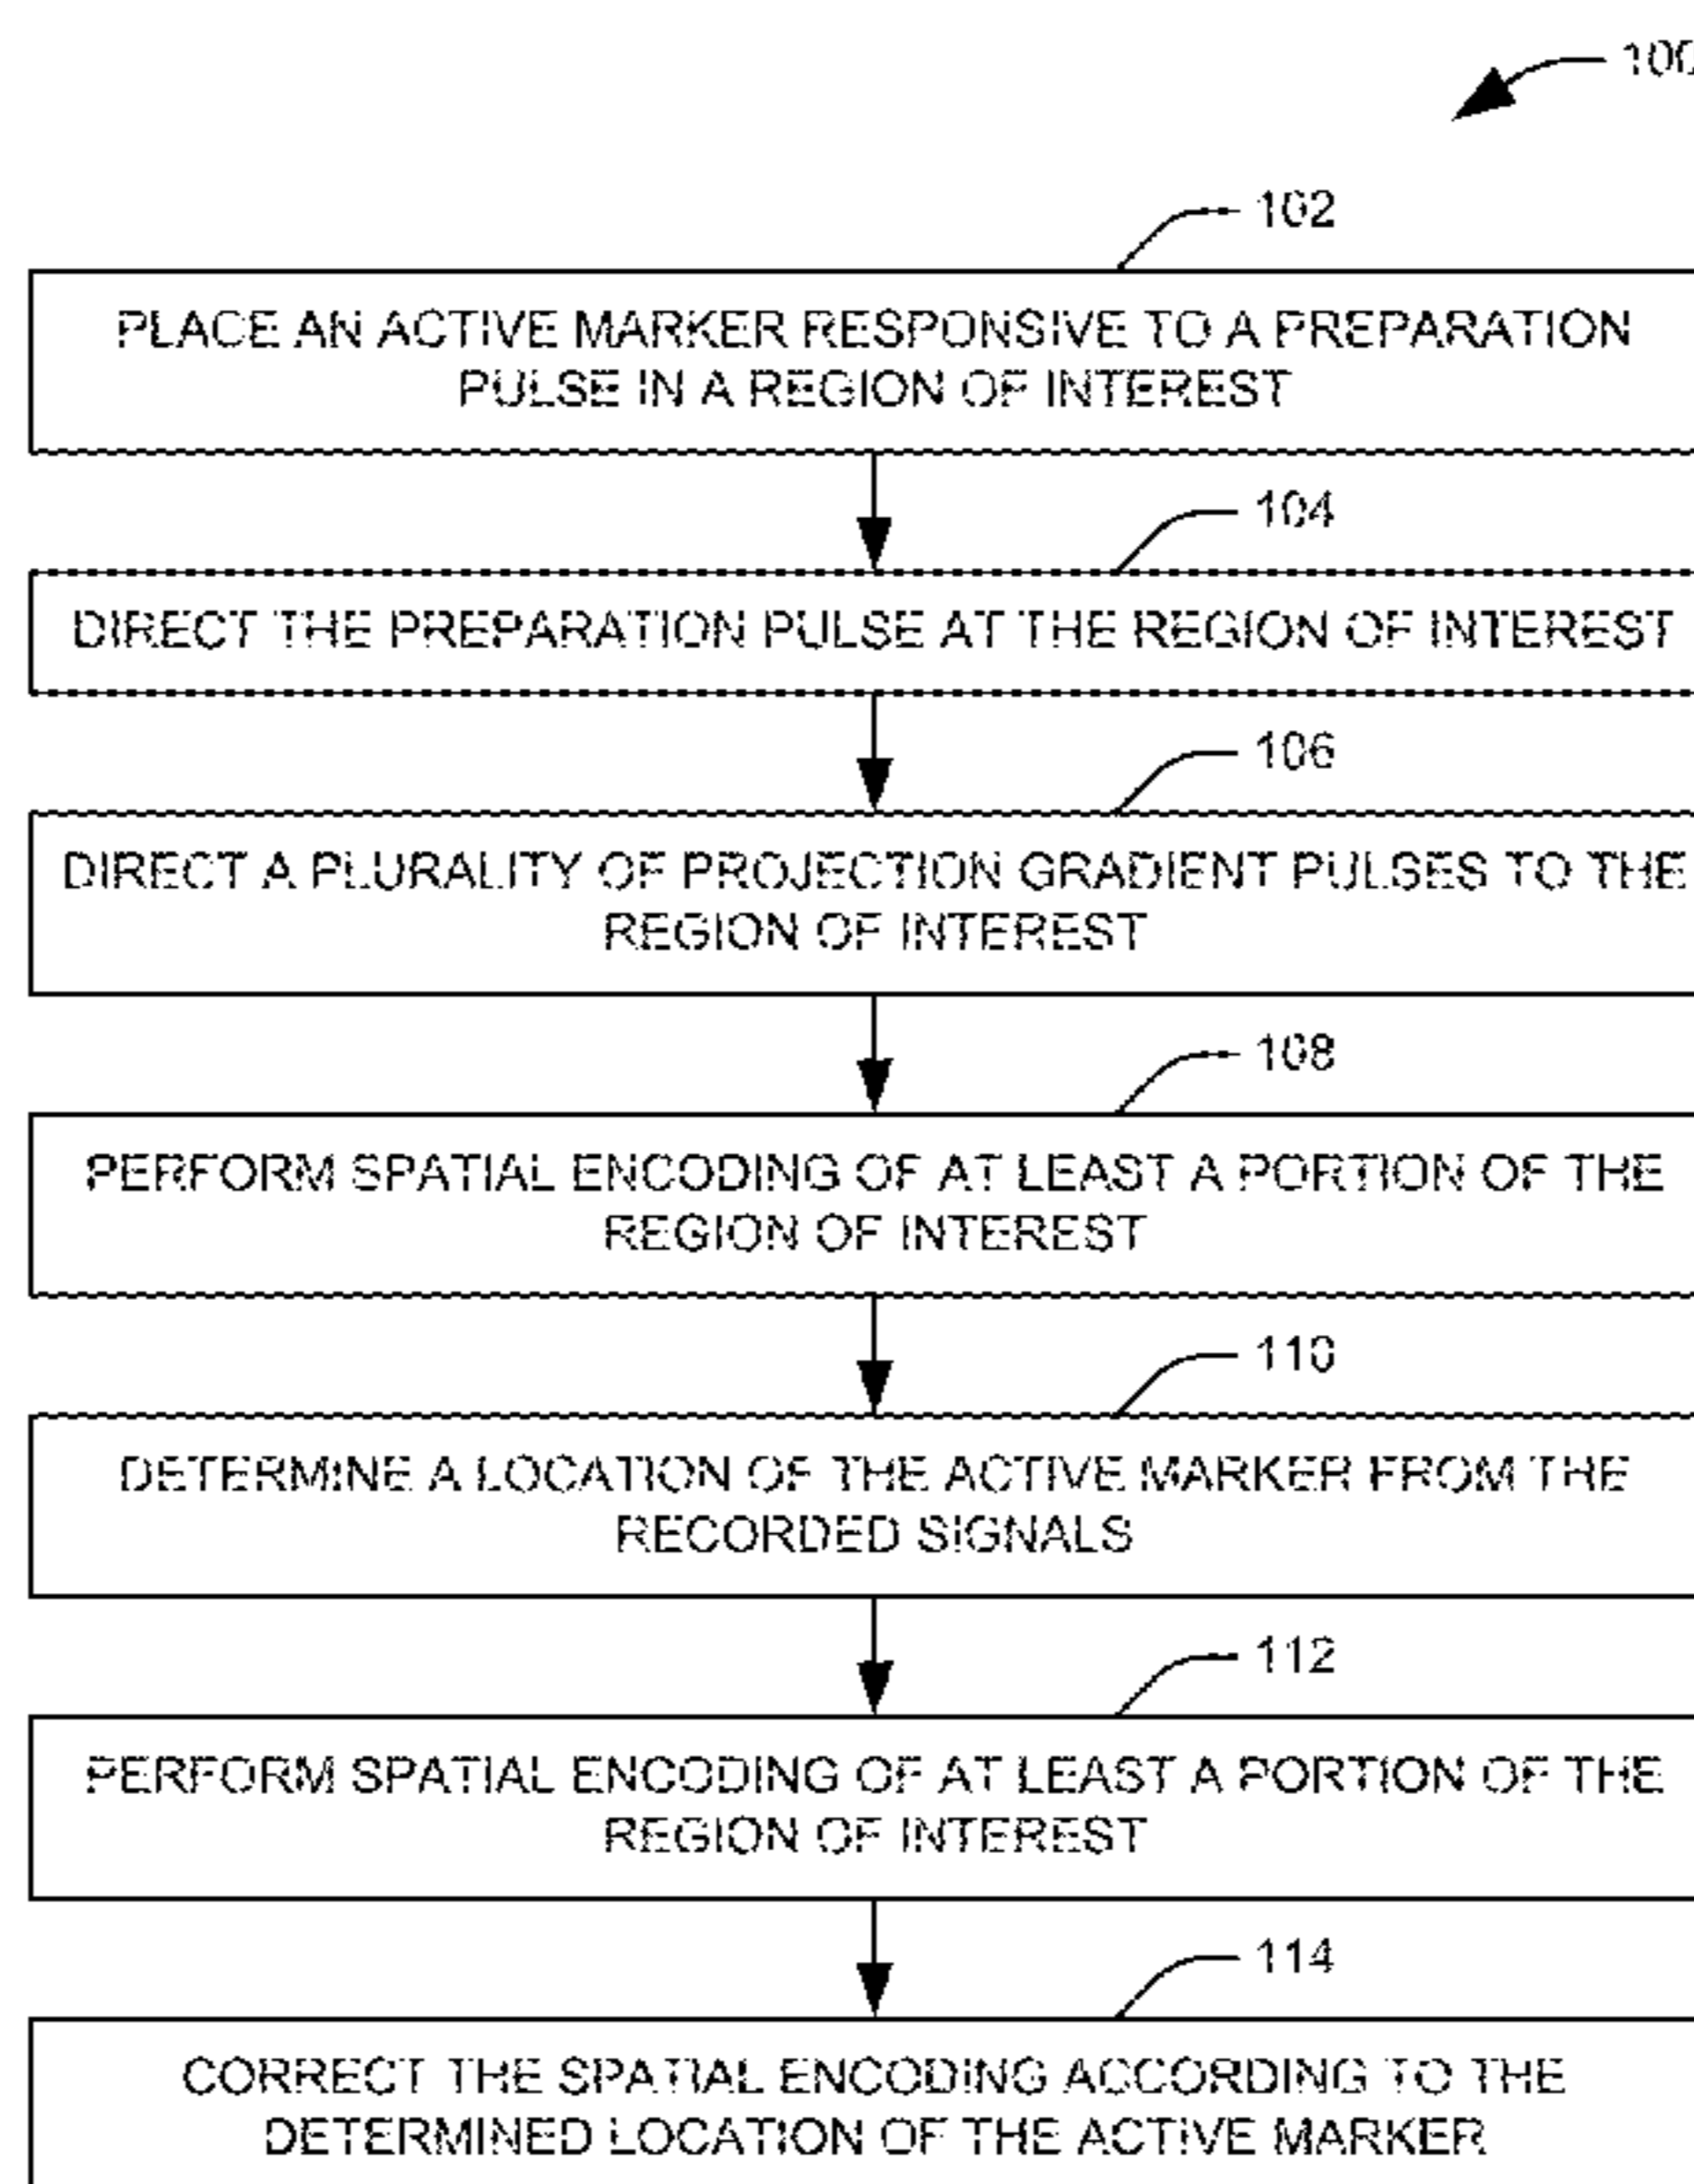 100
102
PLACE AN ACTIVE MARKER RESPONSIVE TO A PREPARATION
PULSE IN A REGION OF INTEREST
104
DIRECT THE PREPARATION PULSE AT THE REGION OF INTEREST
106
DIRECT A PLURALITY OF PROJECTION GRADIENT PULSES TO THE
REGION OF INTEREST
108
PERFORM SPATIAL ENCODING OF AT LEAST A PORTION OF THE
REGION OF INTEREST
110
DETERMINE A LOCATION OF THE ACTIVE MARKER FROM THE
RECORDED SIGNALS
112
PERFORM SPATIAL ENCODING OF AT LEAST A PORTION OF THE
REGION OF INTEREST
114
CORRECT THE SPATIAL ENCODING ACCORDING TO THE
DETERMINED LOCATION OF THE ACTIVE MARKER